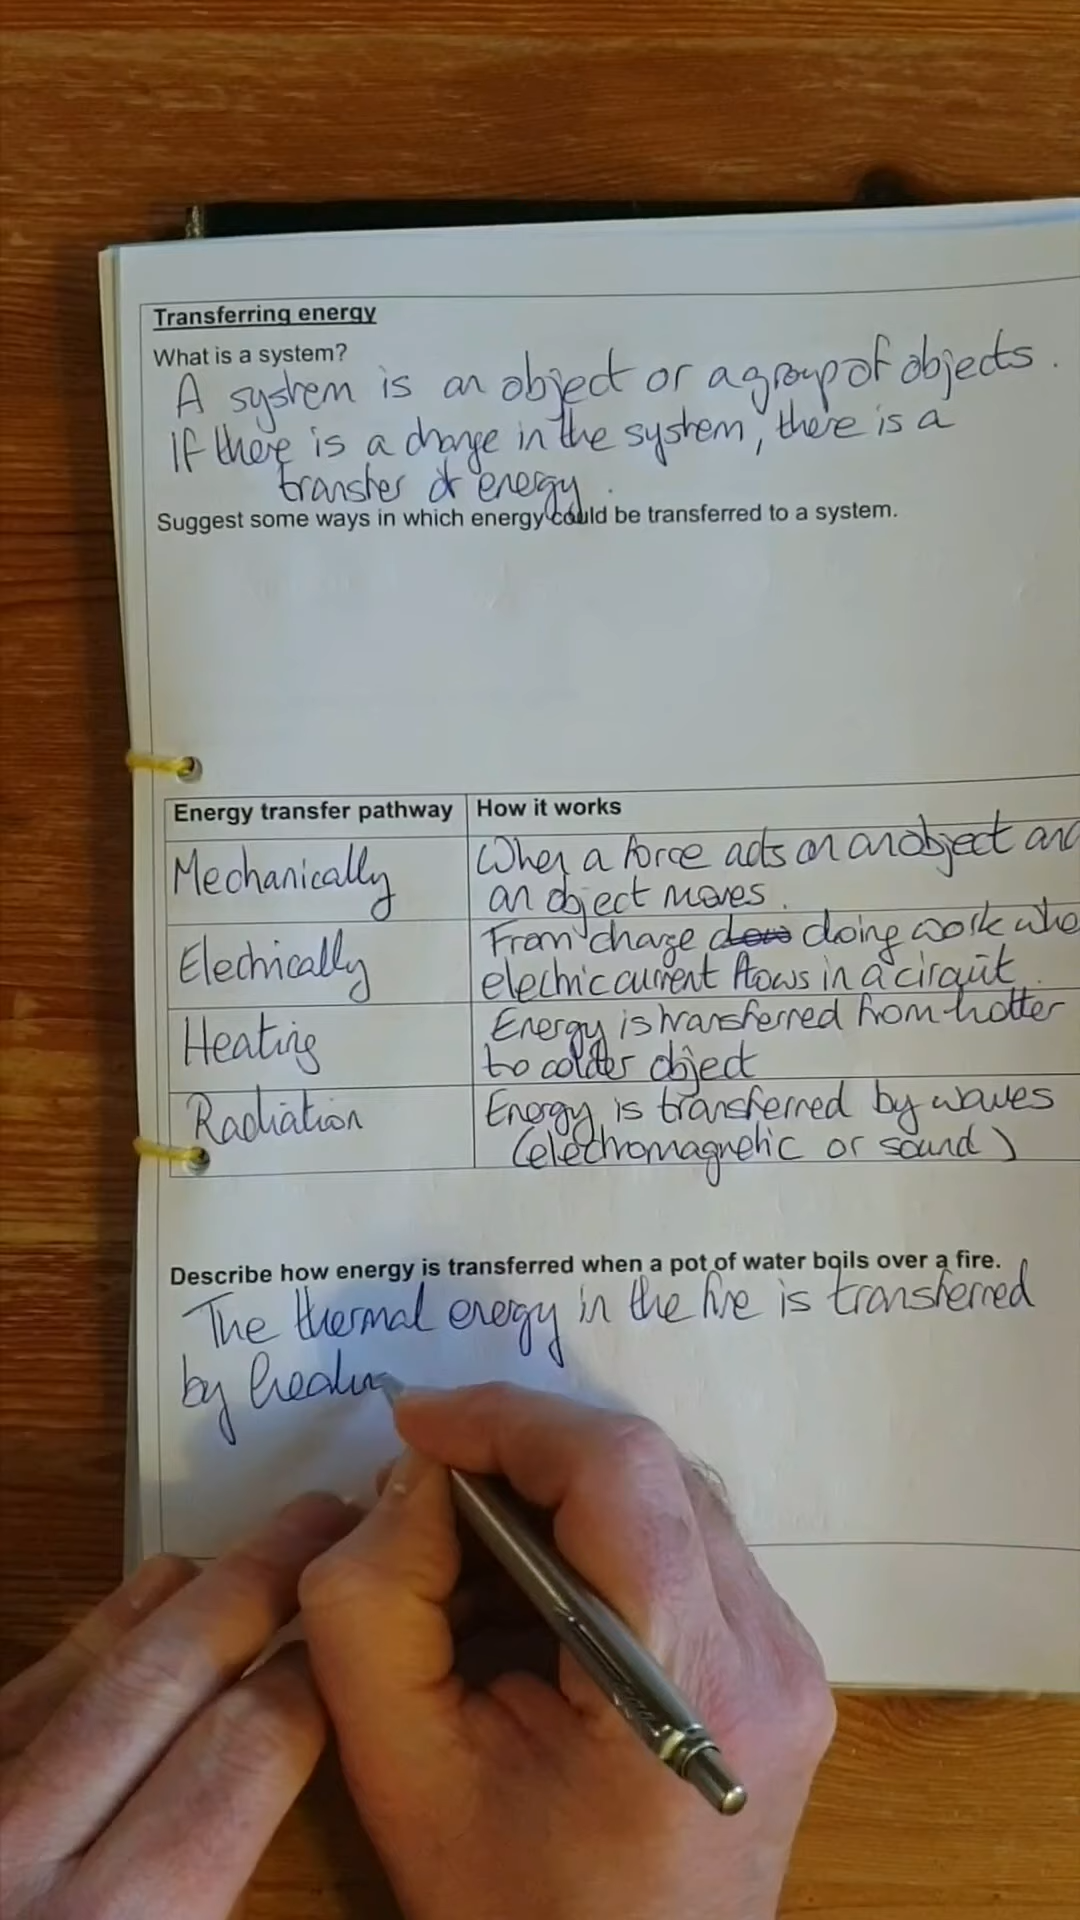 Transferring energy
What is a system?
A system is an object or a group of objects.
If there is a change in the system, there is a
transfer of energy.
Suggest some ways in which energy could be transferred to a system.
Energy transfer pathway How it works
Mechanically When a force acts on an object and
an object moves.
Electrically From charge doing work whe
electric current flows in a circuit.
Heating Energy is transferred from hotter
to colder object
Radiation Energy is transferred by waves
(electromagnetic or sound)
Describe how energy is transferred when a pot of water boils over a fire.
The thermal energy in the fire is transferred
by heatin